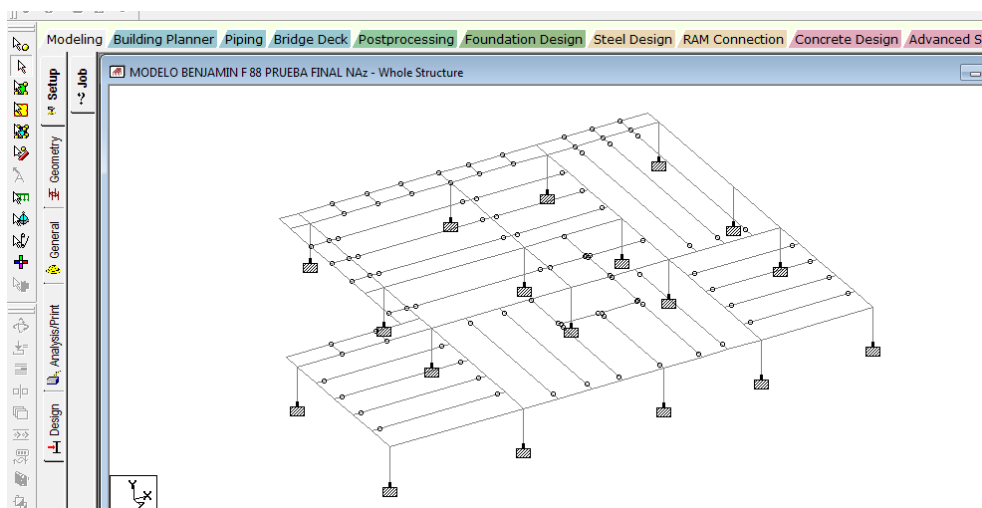 Modeling Building Planner Piping Bridge Deck Postprocessing Foundation Design Steel Design RAM Connection Concrete Design Advanced S
MODELO BENJAMIN F 88 PRUEBA FINAL NAz - Whole Structure
Setup
Job
Geometry
General
Analysis/Print
Design
Y
X
Z